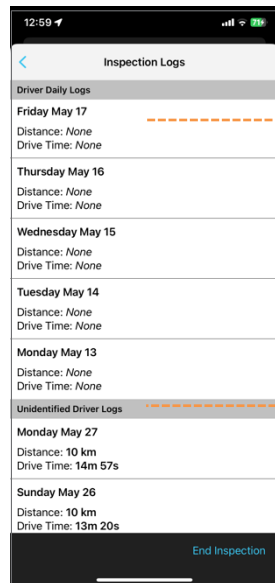 12:59
71
Inspection Logs
Driver Daily Logs
Friday May 17
Distance: None
Drive Time: None
Thursday May 16
Distance: None
Drive Time: None
Wednesday May 15
Distance: None
Drive Time: None
Tuesday May 14
Distance: None
Drive Time: None
Monday May 13
Distance: None
Drive Time: None
Unidentified Driver Logs
Monday May 27
Distance: 10 km
Drive Time: 14m 57s
Sunday May 26
Distance: 10 km
Drive Time: 13m 20s
End Inspection